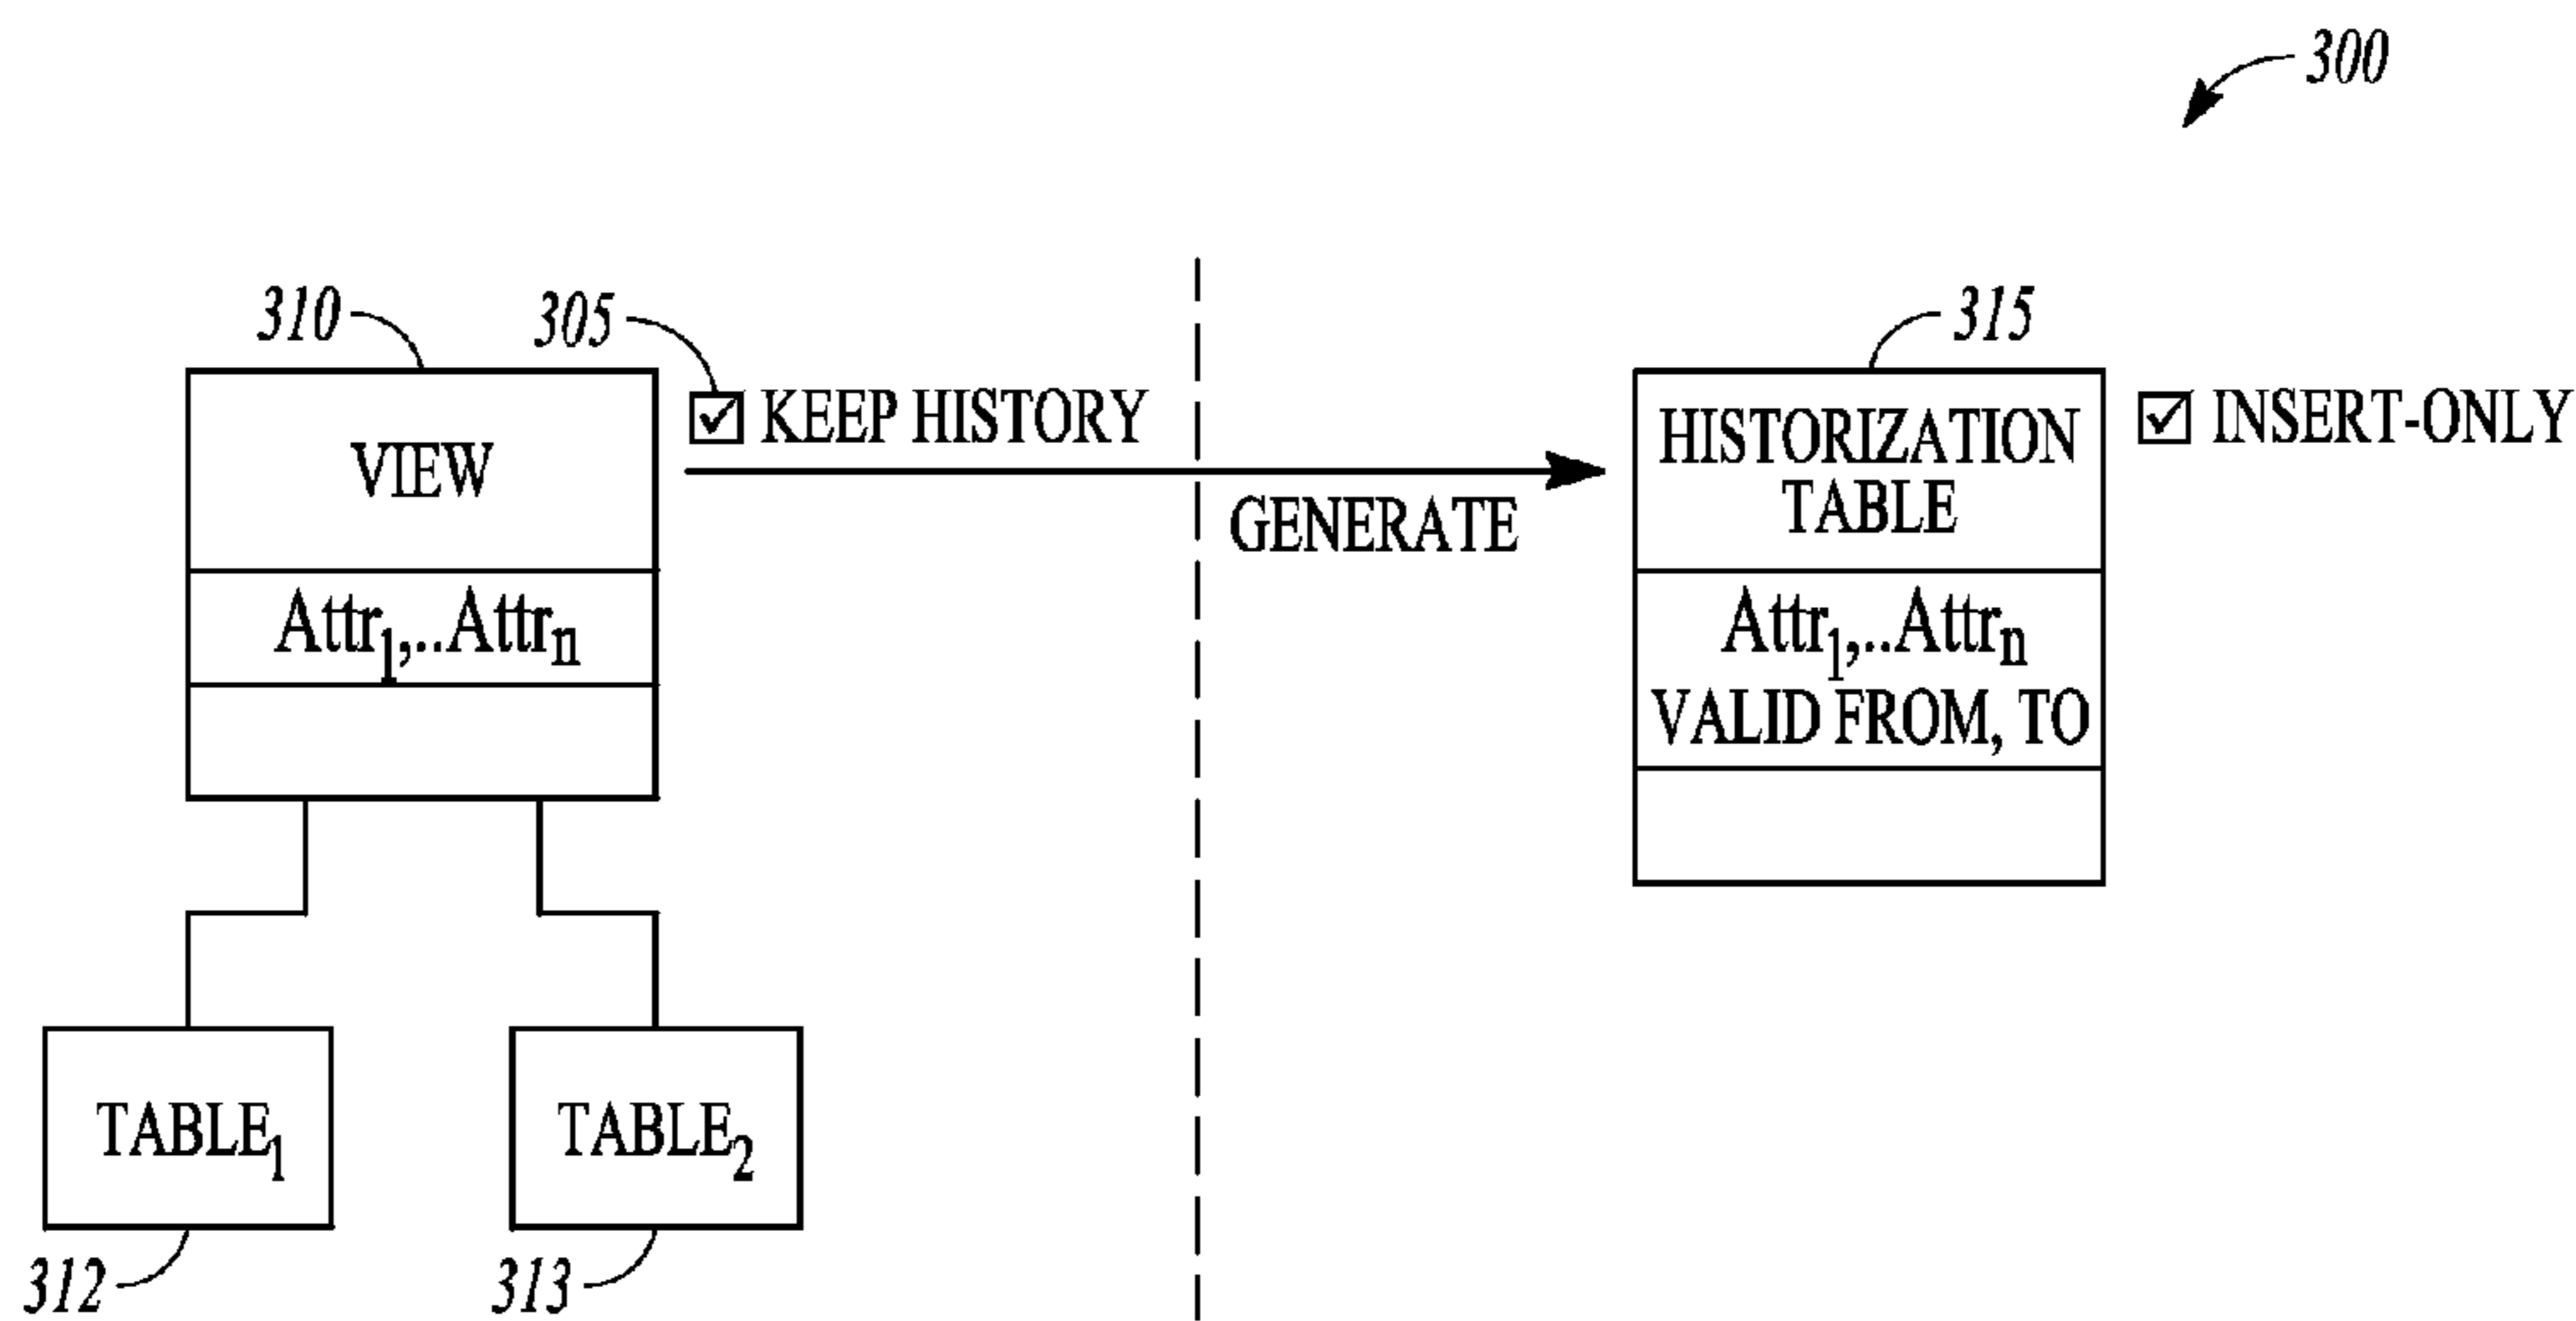 300
310
305
315
KEEP HISTORY
INSERT-ONLY
VIEW
HISTORIZATION
TABLE
GENERATE
Attr1,..Attrn
Attr1,..Attrn
VALID FROM, TO
TABLE1
TABLE2
312
313